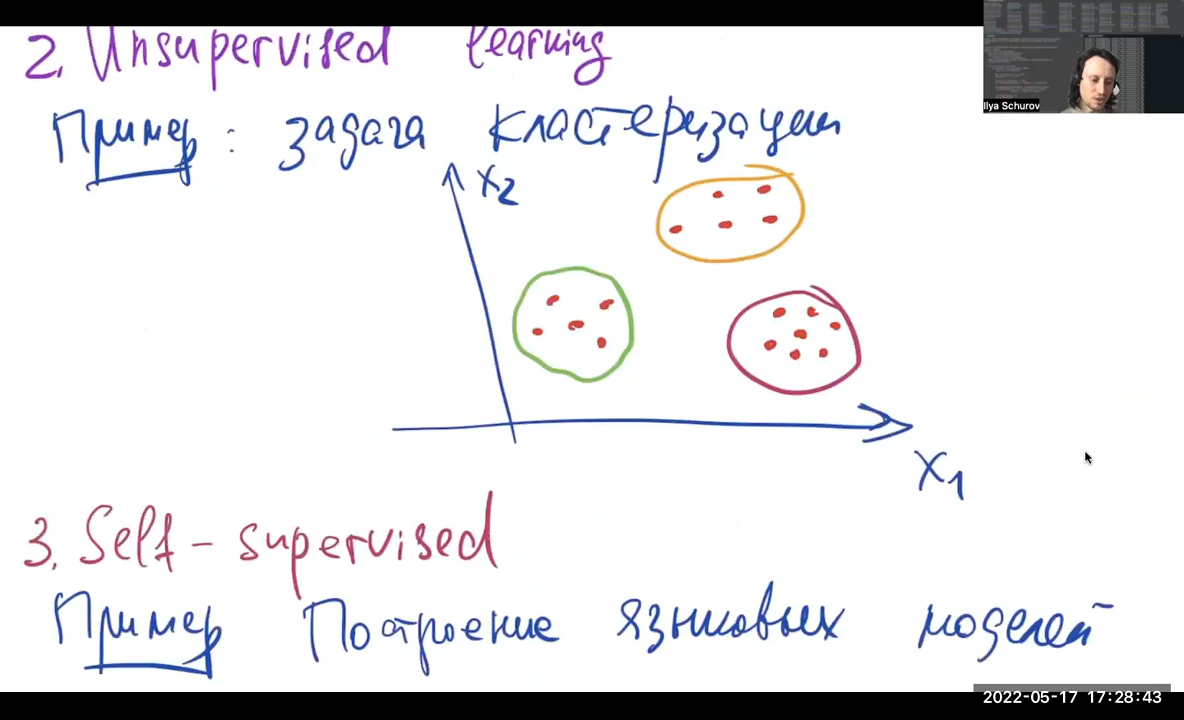 2. Unsupervised learning
Ilya Schurov
Пример: задача кластеризации
x2
x1
3. Self-supervised
Пример Построение языковых моделей
2022-05-17 17:28:43